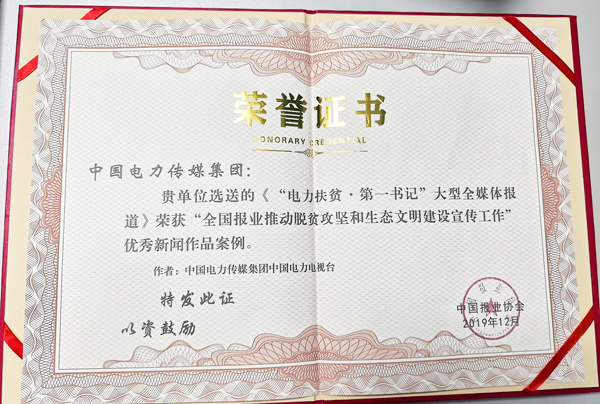 荣誉证书
HONORARY CREDENTIAL
中国电力传媒集团：
贵单位选送的《“电力扶贫·第一书记”大型全媒体报
道》荣获“全国报业推动脱贫攻坚和生态文明建设宣传工作”
优秀新闻作品案例。
作者：中国电力传媒集团中国电力电视台
特发此证
以资鼓励
中国报业协会
2019年12月